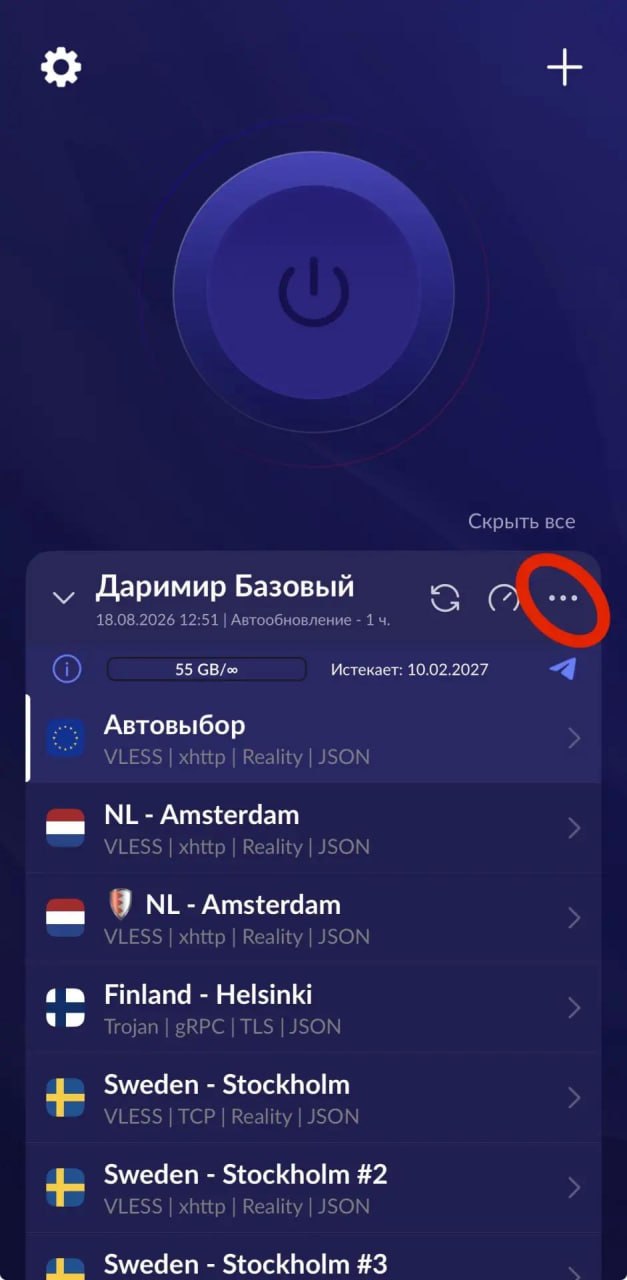 Скрыть все
Даримир Базовый
18.08.2026 12:51 | Автообновление - 1 ч.
55 GB/∞ Истекает: 10.02.2027
Автовыбор
VLESS | xhttp | Reality | JSON
NL - Amsterdam
VLESS | xhttp | Reality | JSON
NL - Amsterdam
VLESS | xhttp | Reality | JSON
Finland - Helsinki
Trojan | gRPC | TLS | JSON
Sweden - Stockholm
VLESS | TCP | Reality | JSON
Sweden - Stockholm #2
VLESS | xhttp | Reality | JSON
Sweden - Stockholm #3